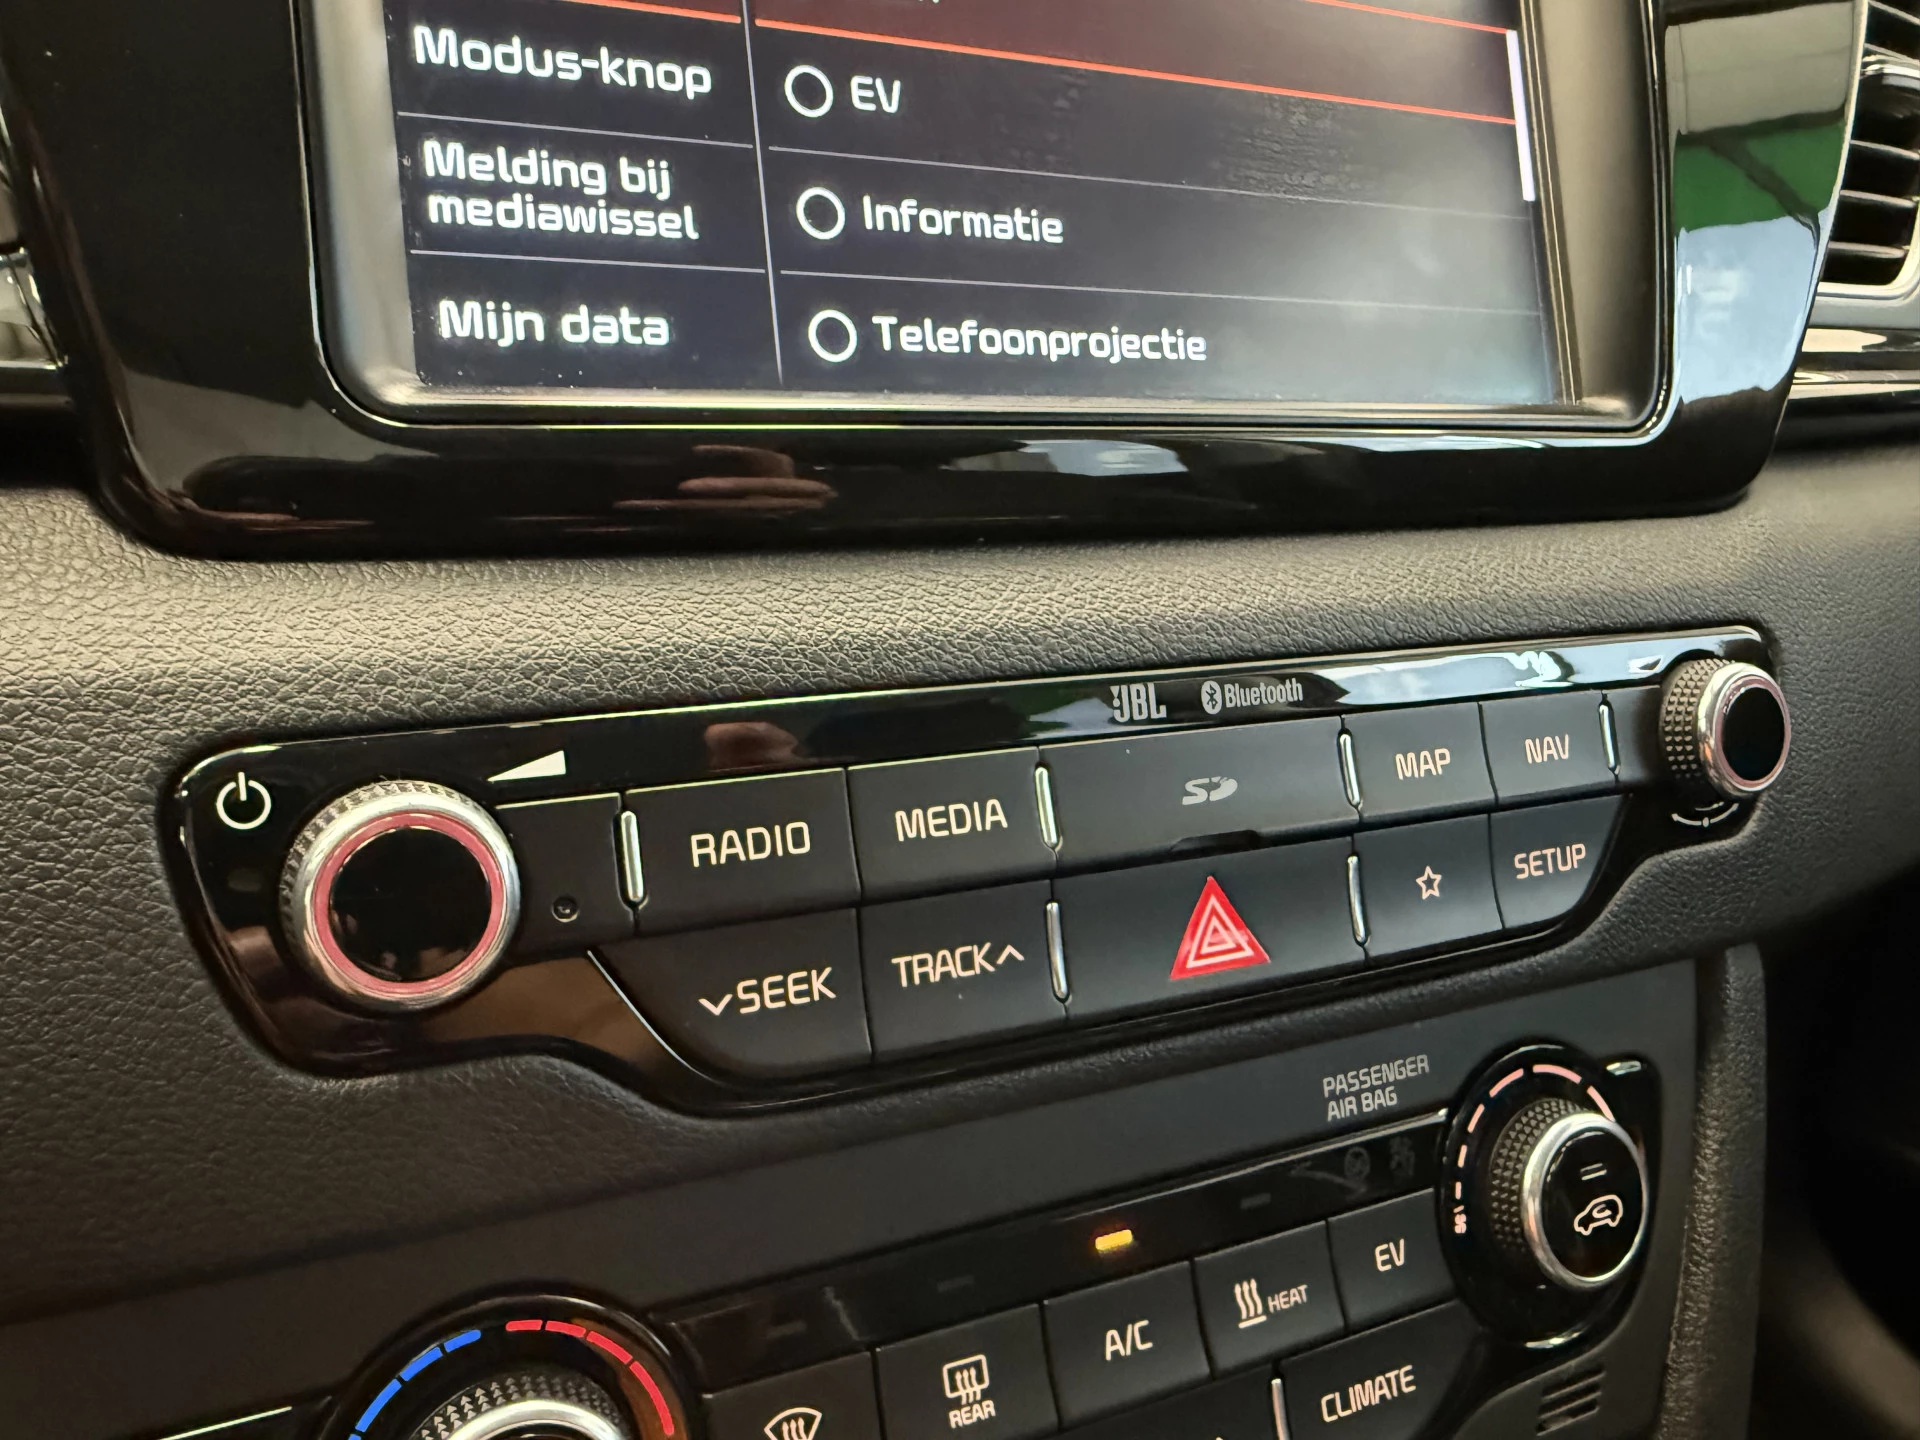 Modus-knop
EV
Melding bij
mediawissel
Informatie
Mijn data
Telefoonprojectie
JBL Bluetooth
RADIO
MEDIA
MAP
NAV
SEEK
TRACK
SETUP
PASSENGER
AIR BAG
EV
HEAT
A/C
REAR
CLIMATE